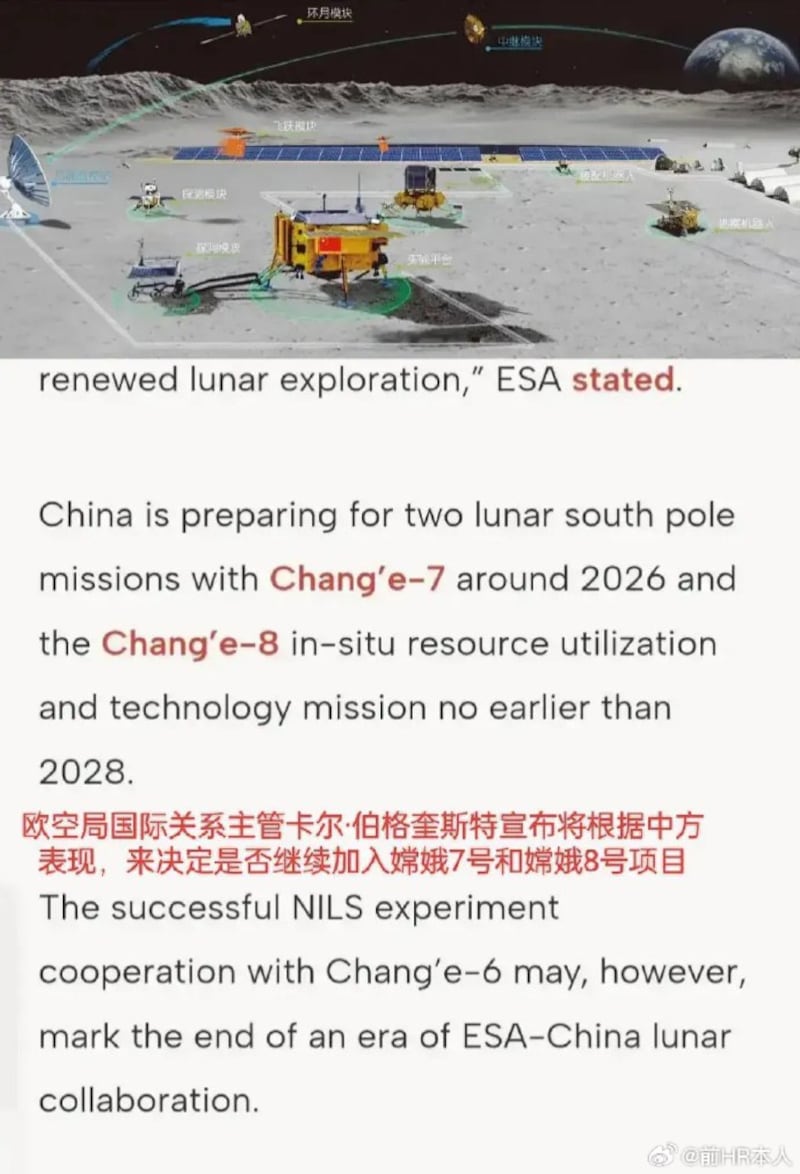 环月模块
中继模块
飞跃模块
探测模块
探测模块
实验平台
renewed lunar exploration,” ESA stated.
China is preparing for two lunar south pole
missions with Chang’e-7 around 2026 and
the Chang’e-8 in-situ resource utilization
and technology mission no earlier than
2028.
欧空局国际关系主管卡尔·伯格奎斯特宣布将根据中方
表现，来决定是否继续加入嫦娥7号和嫦娥8号项目
The successful NILS experiment
cooperation with Chang’e-6 may, however,
mark the end of an era of ESA-China lunar
collaboration.
@前HR本人